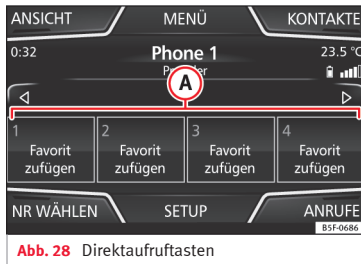 ANSICHT MENÜ KONTAKTE
0:32 Phone 1 23.5 °C
A
1 2 3 4
Favorit Favorit Favorit Favorit
zufügen zufügen zufügen zufügen
NR WÄHLEN SETUP ANRUFE
B5F-0686
Abb. 28 Direktaufruftasten